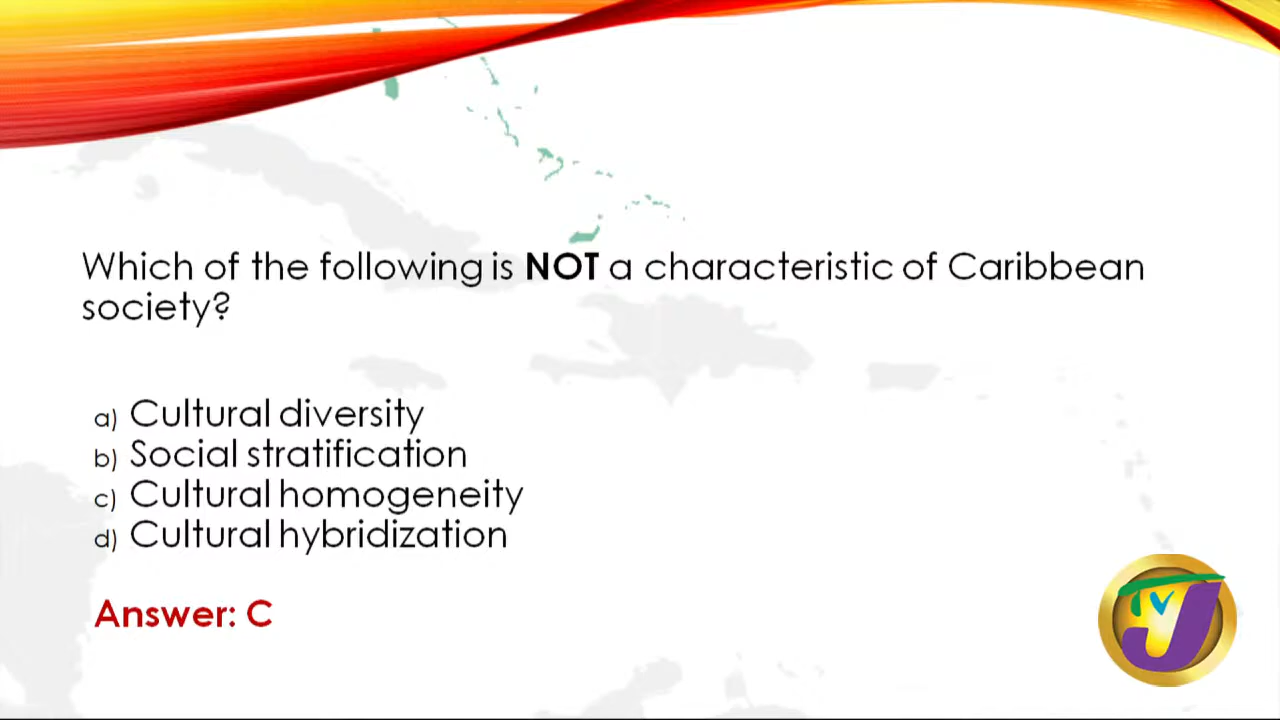 Which of the following is NOT a characteristic of Caribbean
society?
a) Cultural diversity
b) Social stratification
c) Cultural homogeneity
d) Cultural hybridization
Answer: C
TVJ